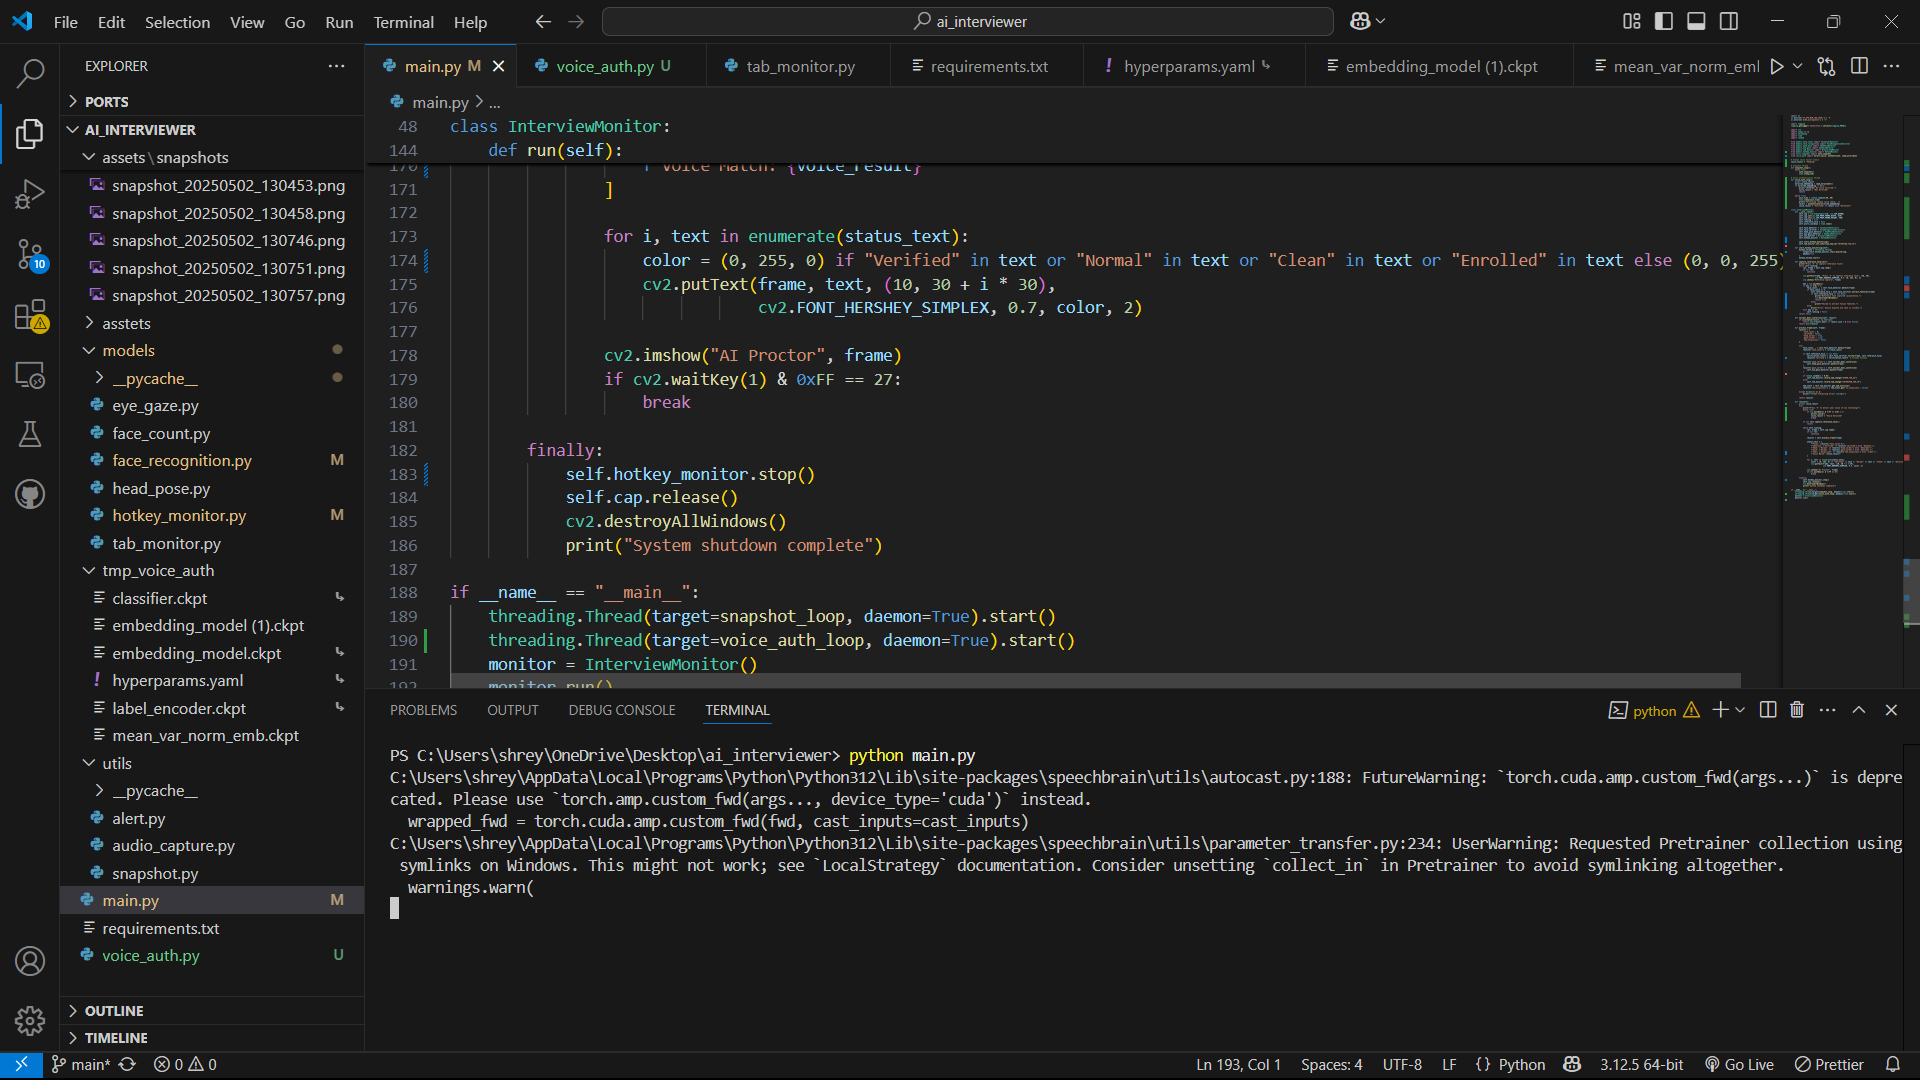 File Edit Selection View Go Run Terminal Help
ai_interviewer
EXPLORER
PORTS
AI_INTERVIEWER
assets\snapshots
snapshot_20250502_130453.png
snapshot_20250502_130458.png
snapshot_20250502_130746.png
snapshot_20250502_130751.png
snapshot_20250502_130757.png
asstets
models
__pycache__
eye_gaze.py
face_count.py
face_recognition.py M
head_pose.py
hotkey_monitor.py M
tab_monitor.py
tmp_voice_auth
classifier.ckpt
embedding_model (1).ckpt
embedding_model.ckpt
hyperparams.yaml
label_encoder.ckpt
mean_var_norm_emb.ckpt
utils
__pycache__
alert.py
audio_capture.py
snapshot.py
main.py M
requirements.txt
voice_auth.py U
OUTLINE
TIMELINE
10
main.py M voice_auth.py U tab_monitor.py requirements.txt hyperparams.yaml embedding_model (1).ckpt mean_var_norm_eml
main.py > ...
48 class InterviewMonitor:
144 def run(self):
170 f"Voice Match: {voice_result}
171 ]
172
173 for i, text in enumerate(status_text):
174 color = (0, 255, 0) if "Verified" in text or "Normal" in text or "Clean" in text or "Enrolled" in text else (0, 0, 255)
175 cv2.putText(frame, text, (10, 30 + i * 30),
176 cv2.FONT_HERSHEY_SIMPLEX, 0.7, color, 2)
177
178 cv2.imshow("AI Proctor", frame)
179 if cv2.waitKey(1) & 0xFF == 27:
180 break
181
182 finally:
183 self.hotkey_monitor.stop()
184 self.cap.release()
185 cv2.destroyAllWindows()
186 print("System shutdown complete")
187
188 if __name__ == "__main__":
189 threading.Thread(target=snapshot_loop, daemon=True).start()
190 threading.Thread(target=voice_auth_loop, daemon=True).start()
191 monitor = InterviewMonitor()
192 monitor.run()
PROBLEMS OUTPUT DEBUG CONSOLE TERMINAL
python
PS C:\Users\shrey\OneDrive\Desktop\ai_interviewer> python main.py
C:\Users\shrey\AppData\Local\Programs\Python\Python312\Lib\site-packages\speechbrain\utils\autocast.py:188: FutureWarning: `torch.cuda.amp.custom_fwd(args...)` is depre
cated. Please use `torch.amp.custom_fwd(args..., device_type='cuda')` instead.
wrapped_fwd = torch.cuda.amp.custom_fwd(fwd, cast_inputs=cast_inputs)
C:\Users\shrey\AppData\Local\Programs\Python\Python312\Lib\site-packages\speechbrain\utils\parameter_transfer.py:234: UserWarning: Requested Pretrainer collection using
symlinks on Windows. This might not work; see `LocalStrategy` documentation. Consider unsetting `collect_in` in Pretrainer to avoid symlinking altogether.
warnings.warn(
main* 0 0
Ln 193, Col 1 Spaces: 4 UTF-8 LF {} Python 3.12.5 64-bit Go Live Prettier